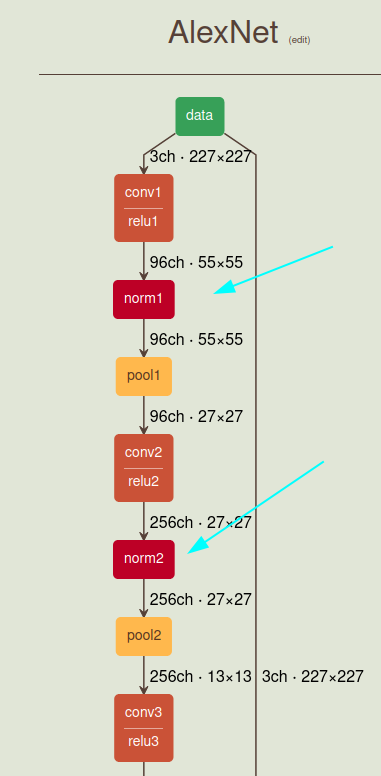 AlexNet (edit)
data
3ch · 227×227
conv1
relu1
96ch · 55×55
norm1
96ch · 55×55
pool1
96ch · 27×27
conv2
relu2
256ch · 27×27
norm2
256ch · 27×27
pool2
256ch · 13×13 3ch · 227×227
conv3
relu3